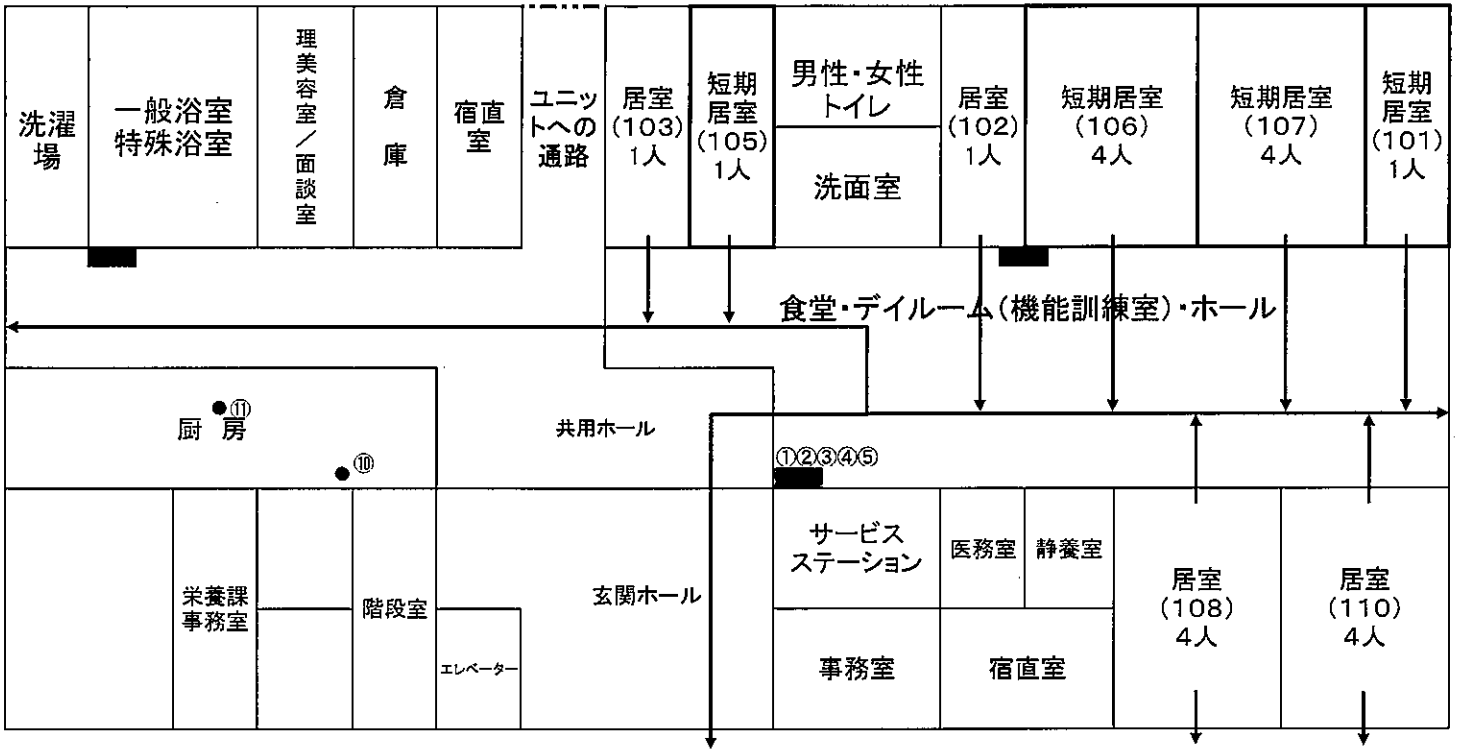 洗濯
場
一般浴室
特殊浴室
理美容室／面談室
倉
庫
宿直
室
ユニッ
トへの
通路
居室
(103)
1人
短期
居室
(105)
1人
男性・女性
トイレ
洗面室
居室
(102)
1人
短期居室
(106)
4人
短期居室
(107)
4人
短期
居室
(101)
1人
食堂・デイルーム(機能訓練室)・ホール
⑪
厨　房
⑩
共用ホール
①②③④⑤
栄養課
事務室
階段室
エレベーター
玄関ホール
サービス
ステーション
医務室
静養室
事務室
宿直室
居室
(108)
4人
居室
(110)
4人